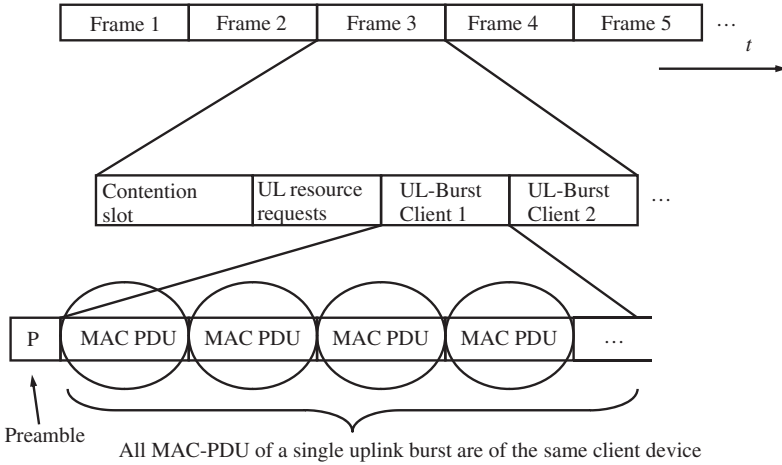 Frame 1 Frame 2 Frame 3 Frame 4 Frame 5 ...
t
Contention slot
UL resource requests
UL-Burst Client 1
UL-Burst Client 2
...
P MAC PDU MAC PDU MAC PDU MAC PDU ...
Preamble
All MAC-PDU of a single uplink burst are of the same client device